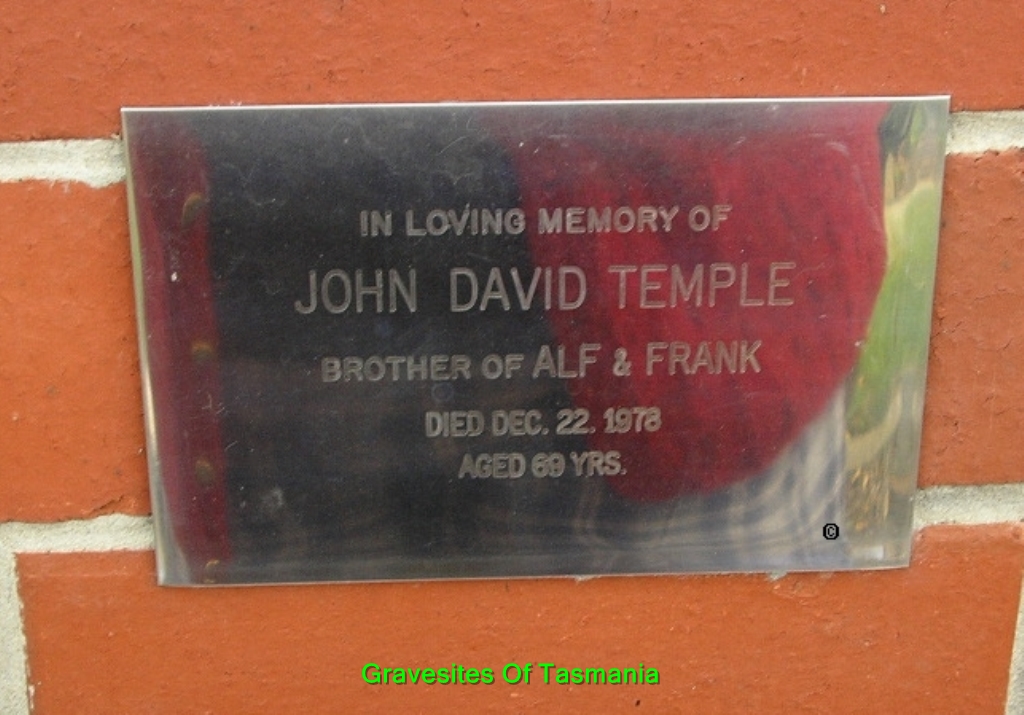 IN LOVING MEMORY OF
JOHN DAVID TEMPLE
BROTHER OF ALF & FRANK
DIED DEC. 22. 1978
AGED 69 YRS.
©
Gravesites Of Tasmania